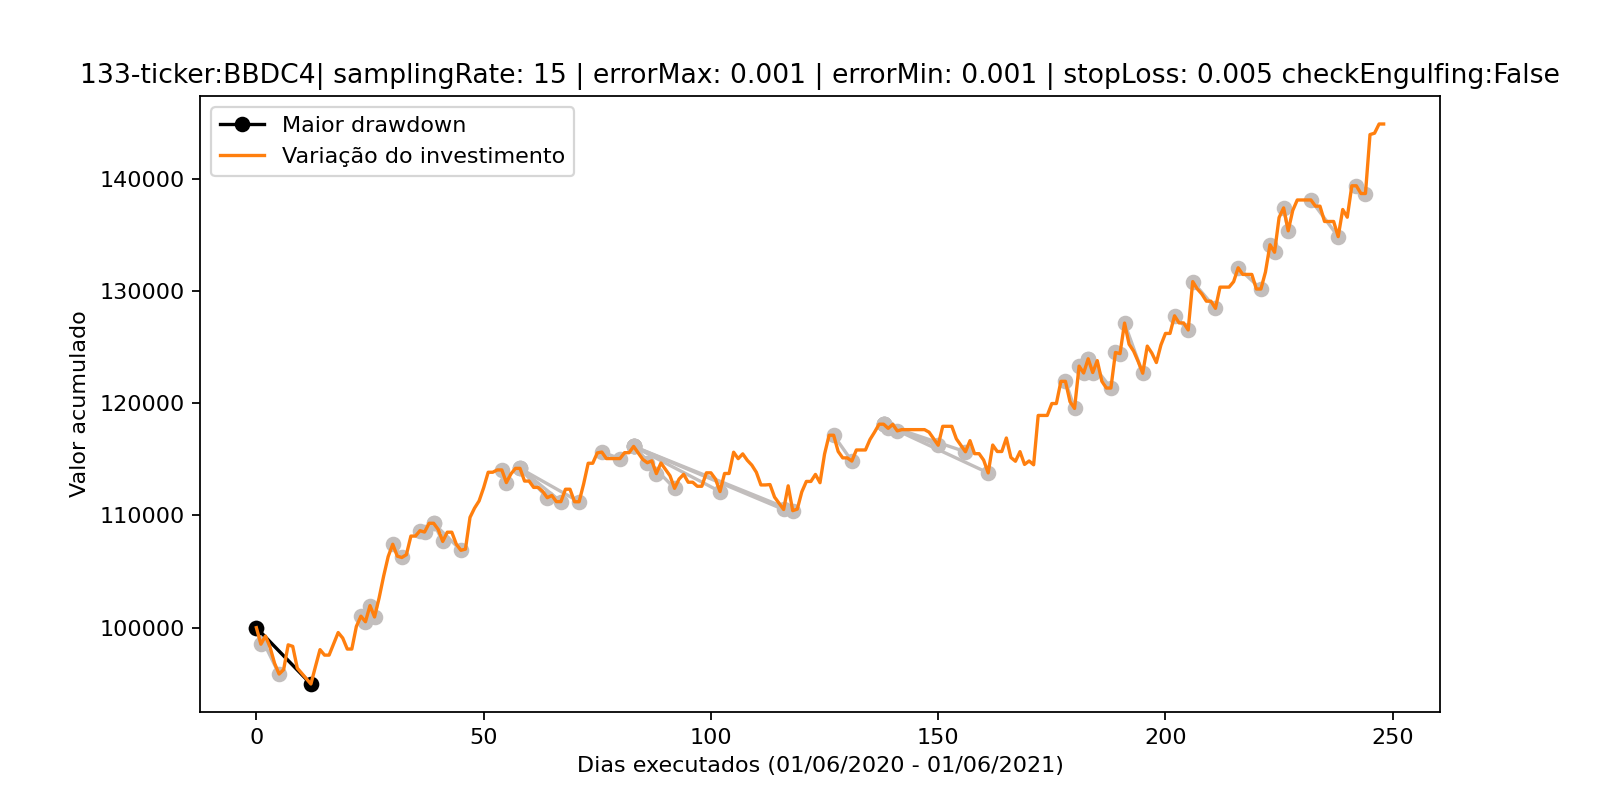 133-ticker:BBDC4| samplingRate: 15 | errorMax: 0.001 | errorMin: 0.001 | stopLoss: 0.005 checkEngulfing:False
Maior drawdown
Variação do investimento
Valor acumulado
140000
130000
120000
110000
100000
0 50 100 150 200 250
Dias executados (01/06/2020 - 01/06/2021)